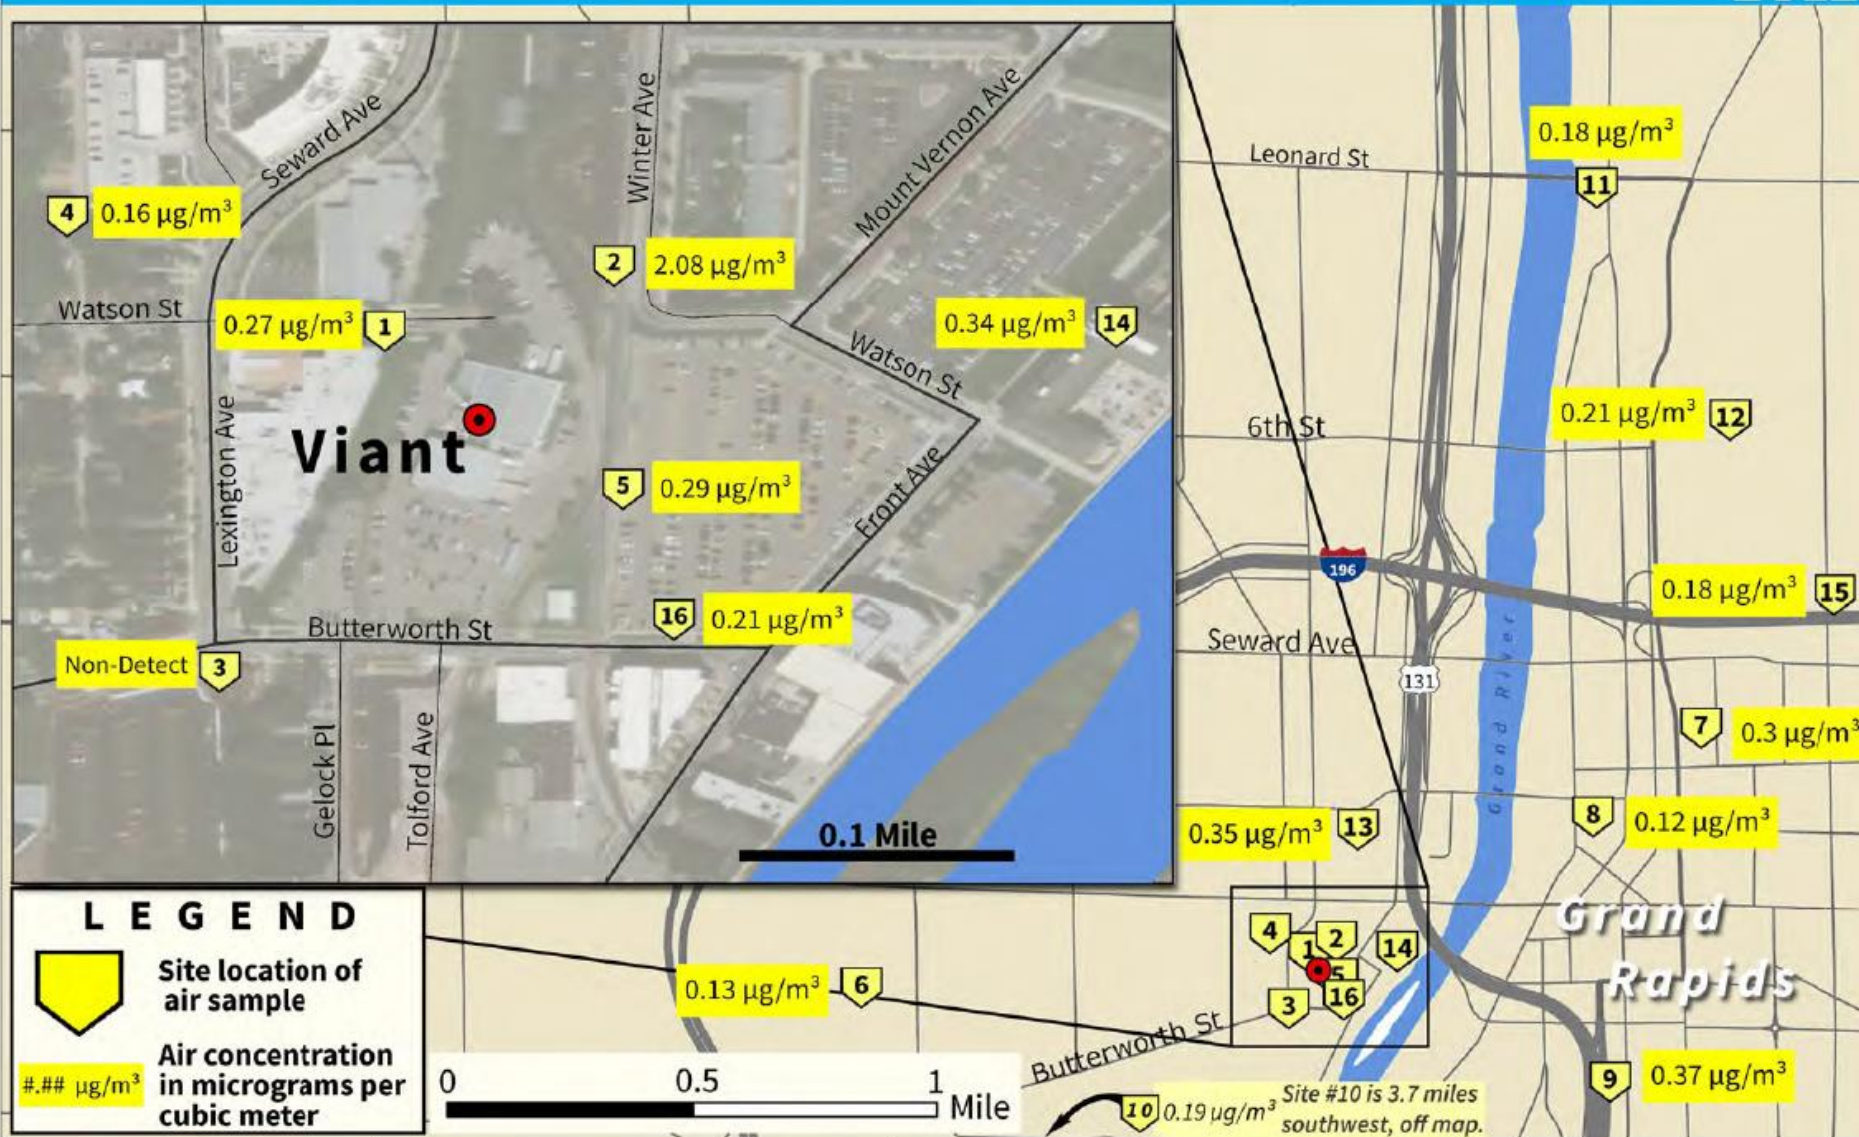 Seward Ave
Winter Ave
Mount Vernon Ave
4 0.16 µg/m³
2 2.08 µg/m³
Watson St
0.27 µg/m³ 1
0.34 µg/m³ 14
Watson St
Lexington Ave
Viant
5 0.29 µg/m³
Front Ave
16 0.21 µg/m³
Butterworth St
Non-Detect 3
Gelock Pl
Tolford Ave
0.1 Mile
0.18 µg/m³
11
Leonard St
0.21 µg/m³ 12
6th St
196
0.18 µg/m³ 15
Seward Ave
131
Grand River
7 0.3 µg/m³
0.35 µg/m³ 13
8 0.12 µg/m³
Grand
Rapids
4
1
2
14
5
3
16
0.13 µg/m³ 6
Butterworth St
9 0.37 µg/m³
10 0.19 µg/m³
Site #10 is 3.7 miles
southwest, off map.
LEGEND
Site location of
air sample
#.## µg/m³
Air concentration
in micrograms per
cubic meter
0 0.5 1
Mile